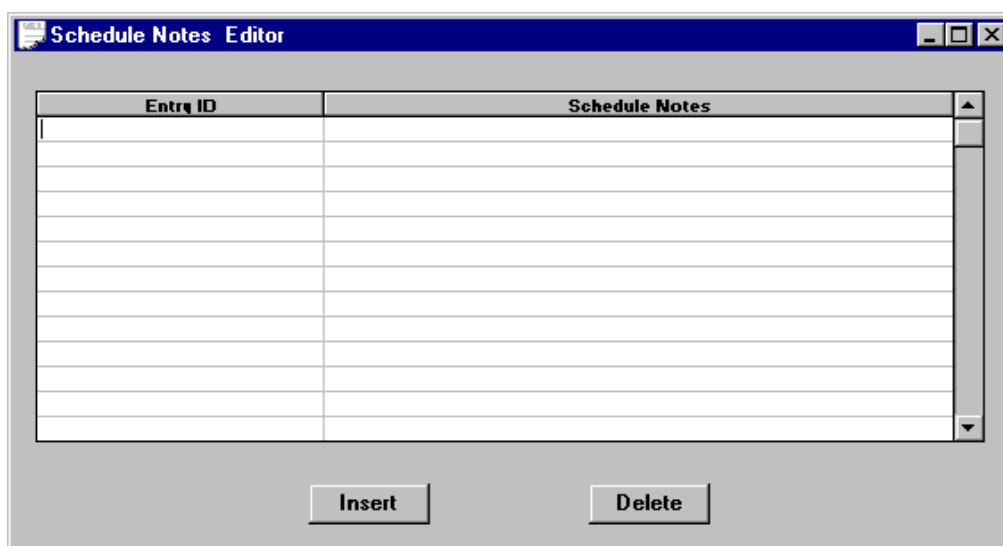 Schedule Notes Editor
Entry ID Schedule Notes
Insert Delete